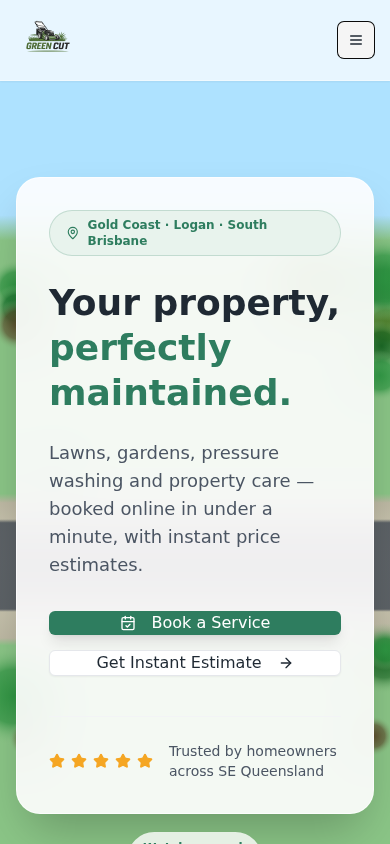 GREEN CUT
Gold Coast · Logan · South
Brisbane
Your property,
perfectly
maintained.
Lawns, gardens, pressure
washing and property care —
booked online in under a
minute, with instant price
estimates.
Book a Service
Get Instant Estimate
Trusted by homeowners
across SE Queensland